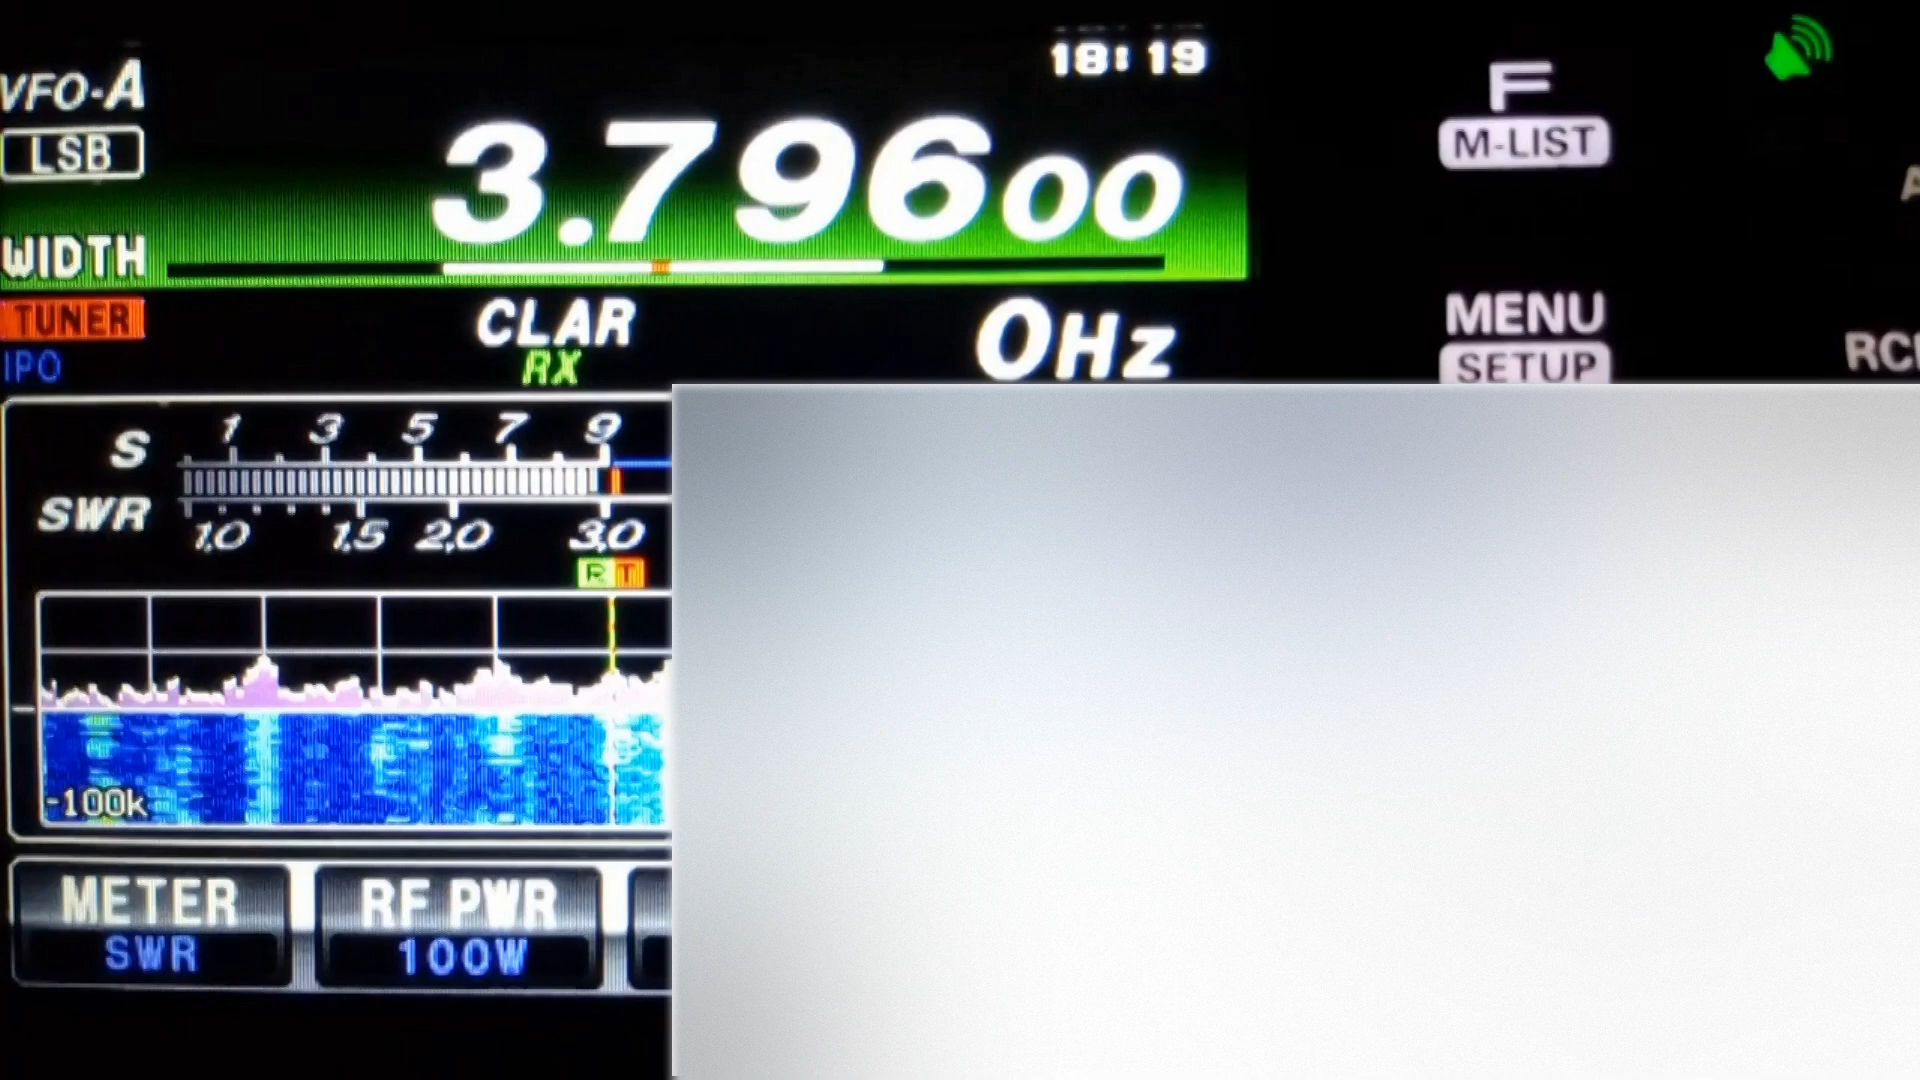 18:19
VFO-A
LSB
3.79600
WIDTH
TUNER
IPO
CLAR
RX
0Hz
F
M-LIST
MENU
SETUP
S 1 3 5 7 9
SWR 1.0 1.5 2.0 3.0
R T
-100k
METER
SWR
RF PWR
100W